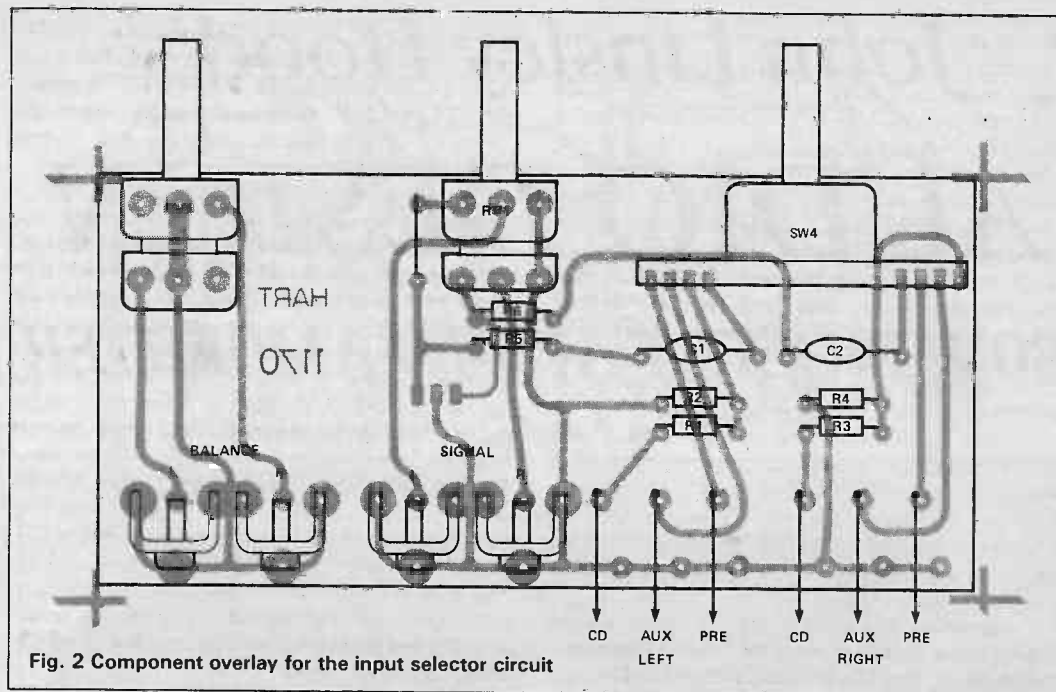 SW4
HART
1170
R5
C1
C2
R2
R4
R1
R3
BALANCE
SIGNAL
L
R
CD AUX PRE CD AUX PRE
LEFT RIGHT
Fig. 2 Component overlay for the input selector circuit